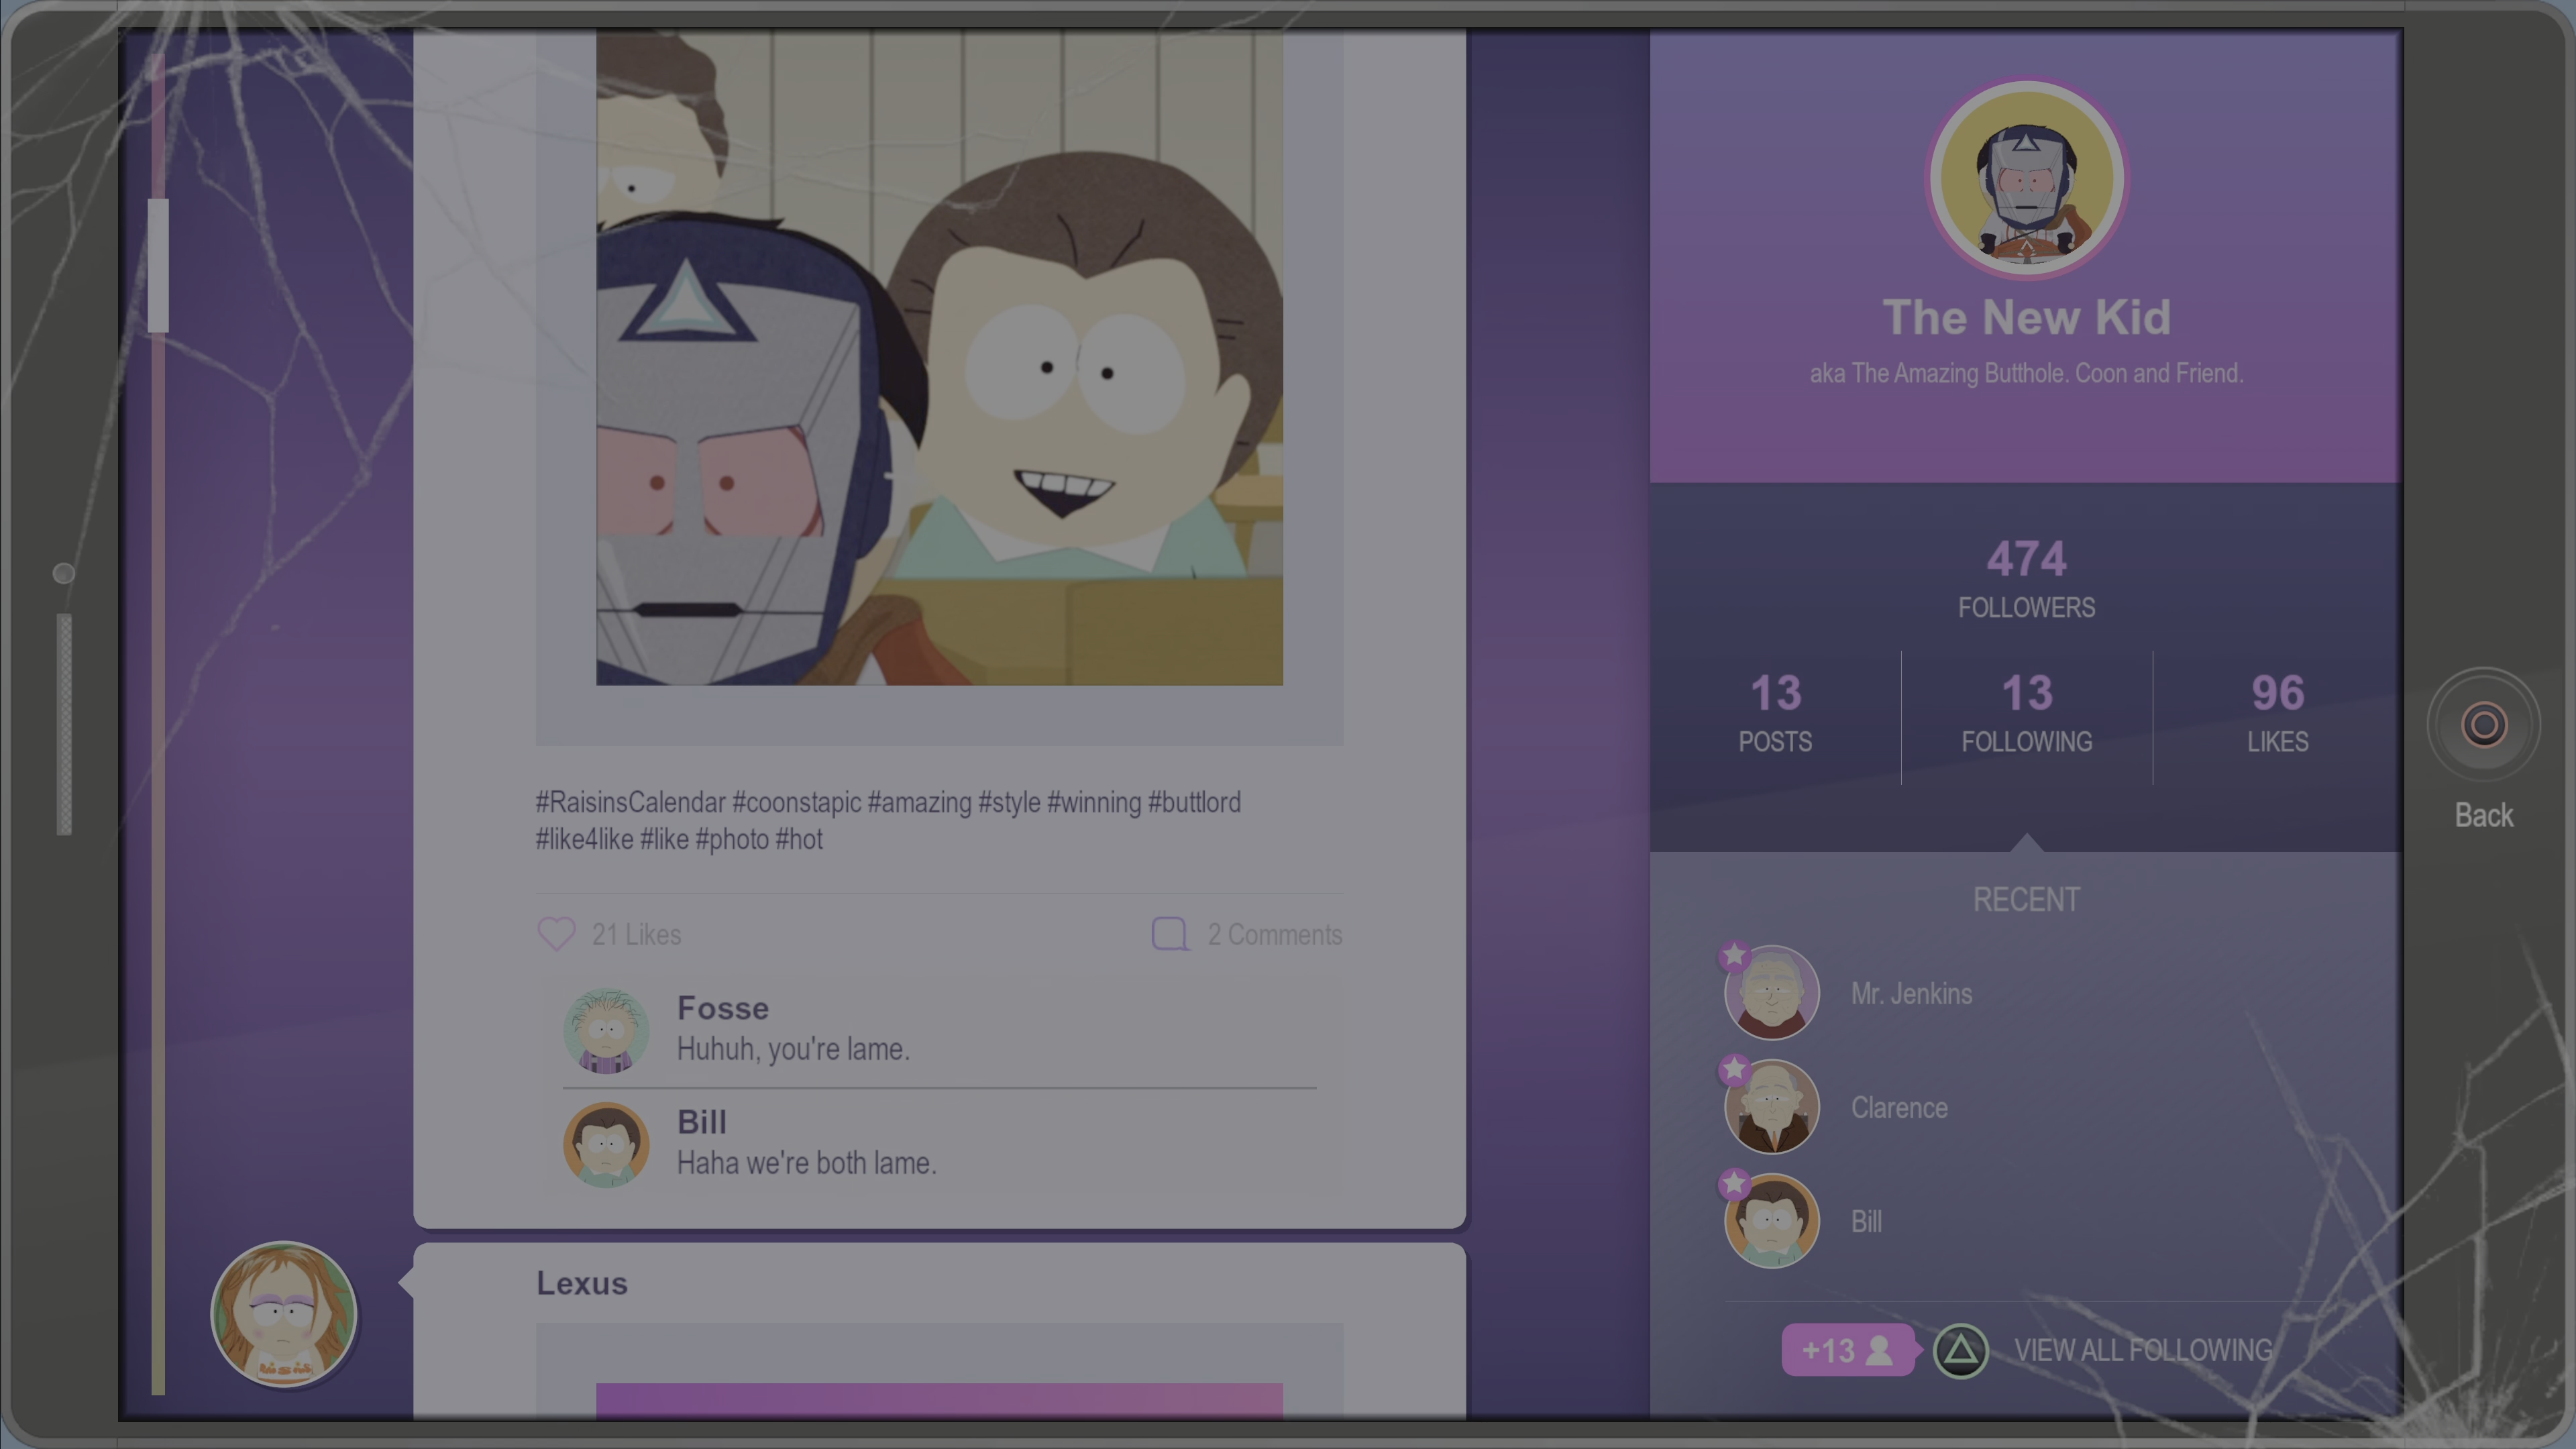 The New Kid
aka The Amazing Butthole. Coon and Friend.
474
FOLLOWERS
13
POSTS
13
FOLLOWING
96
LIKES
Back
#RaisinsCalendar #coonstapic #amazing #style #winning #buttlord
#like4like #like #photo #hot
21 Likes
2 Comments
Fosse
Huhuh, you're lame.
Bill
Haha we're both lame.
Lexus
RECENT
Mr. Jenkins
Clarence
Bill
+13
VIEW ALL FOLLOWING